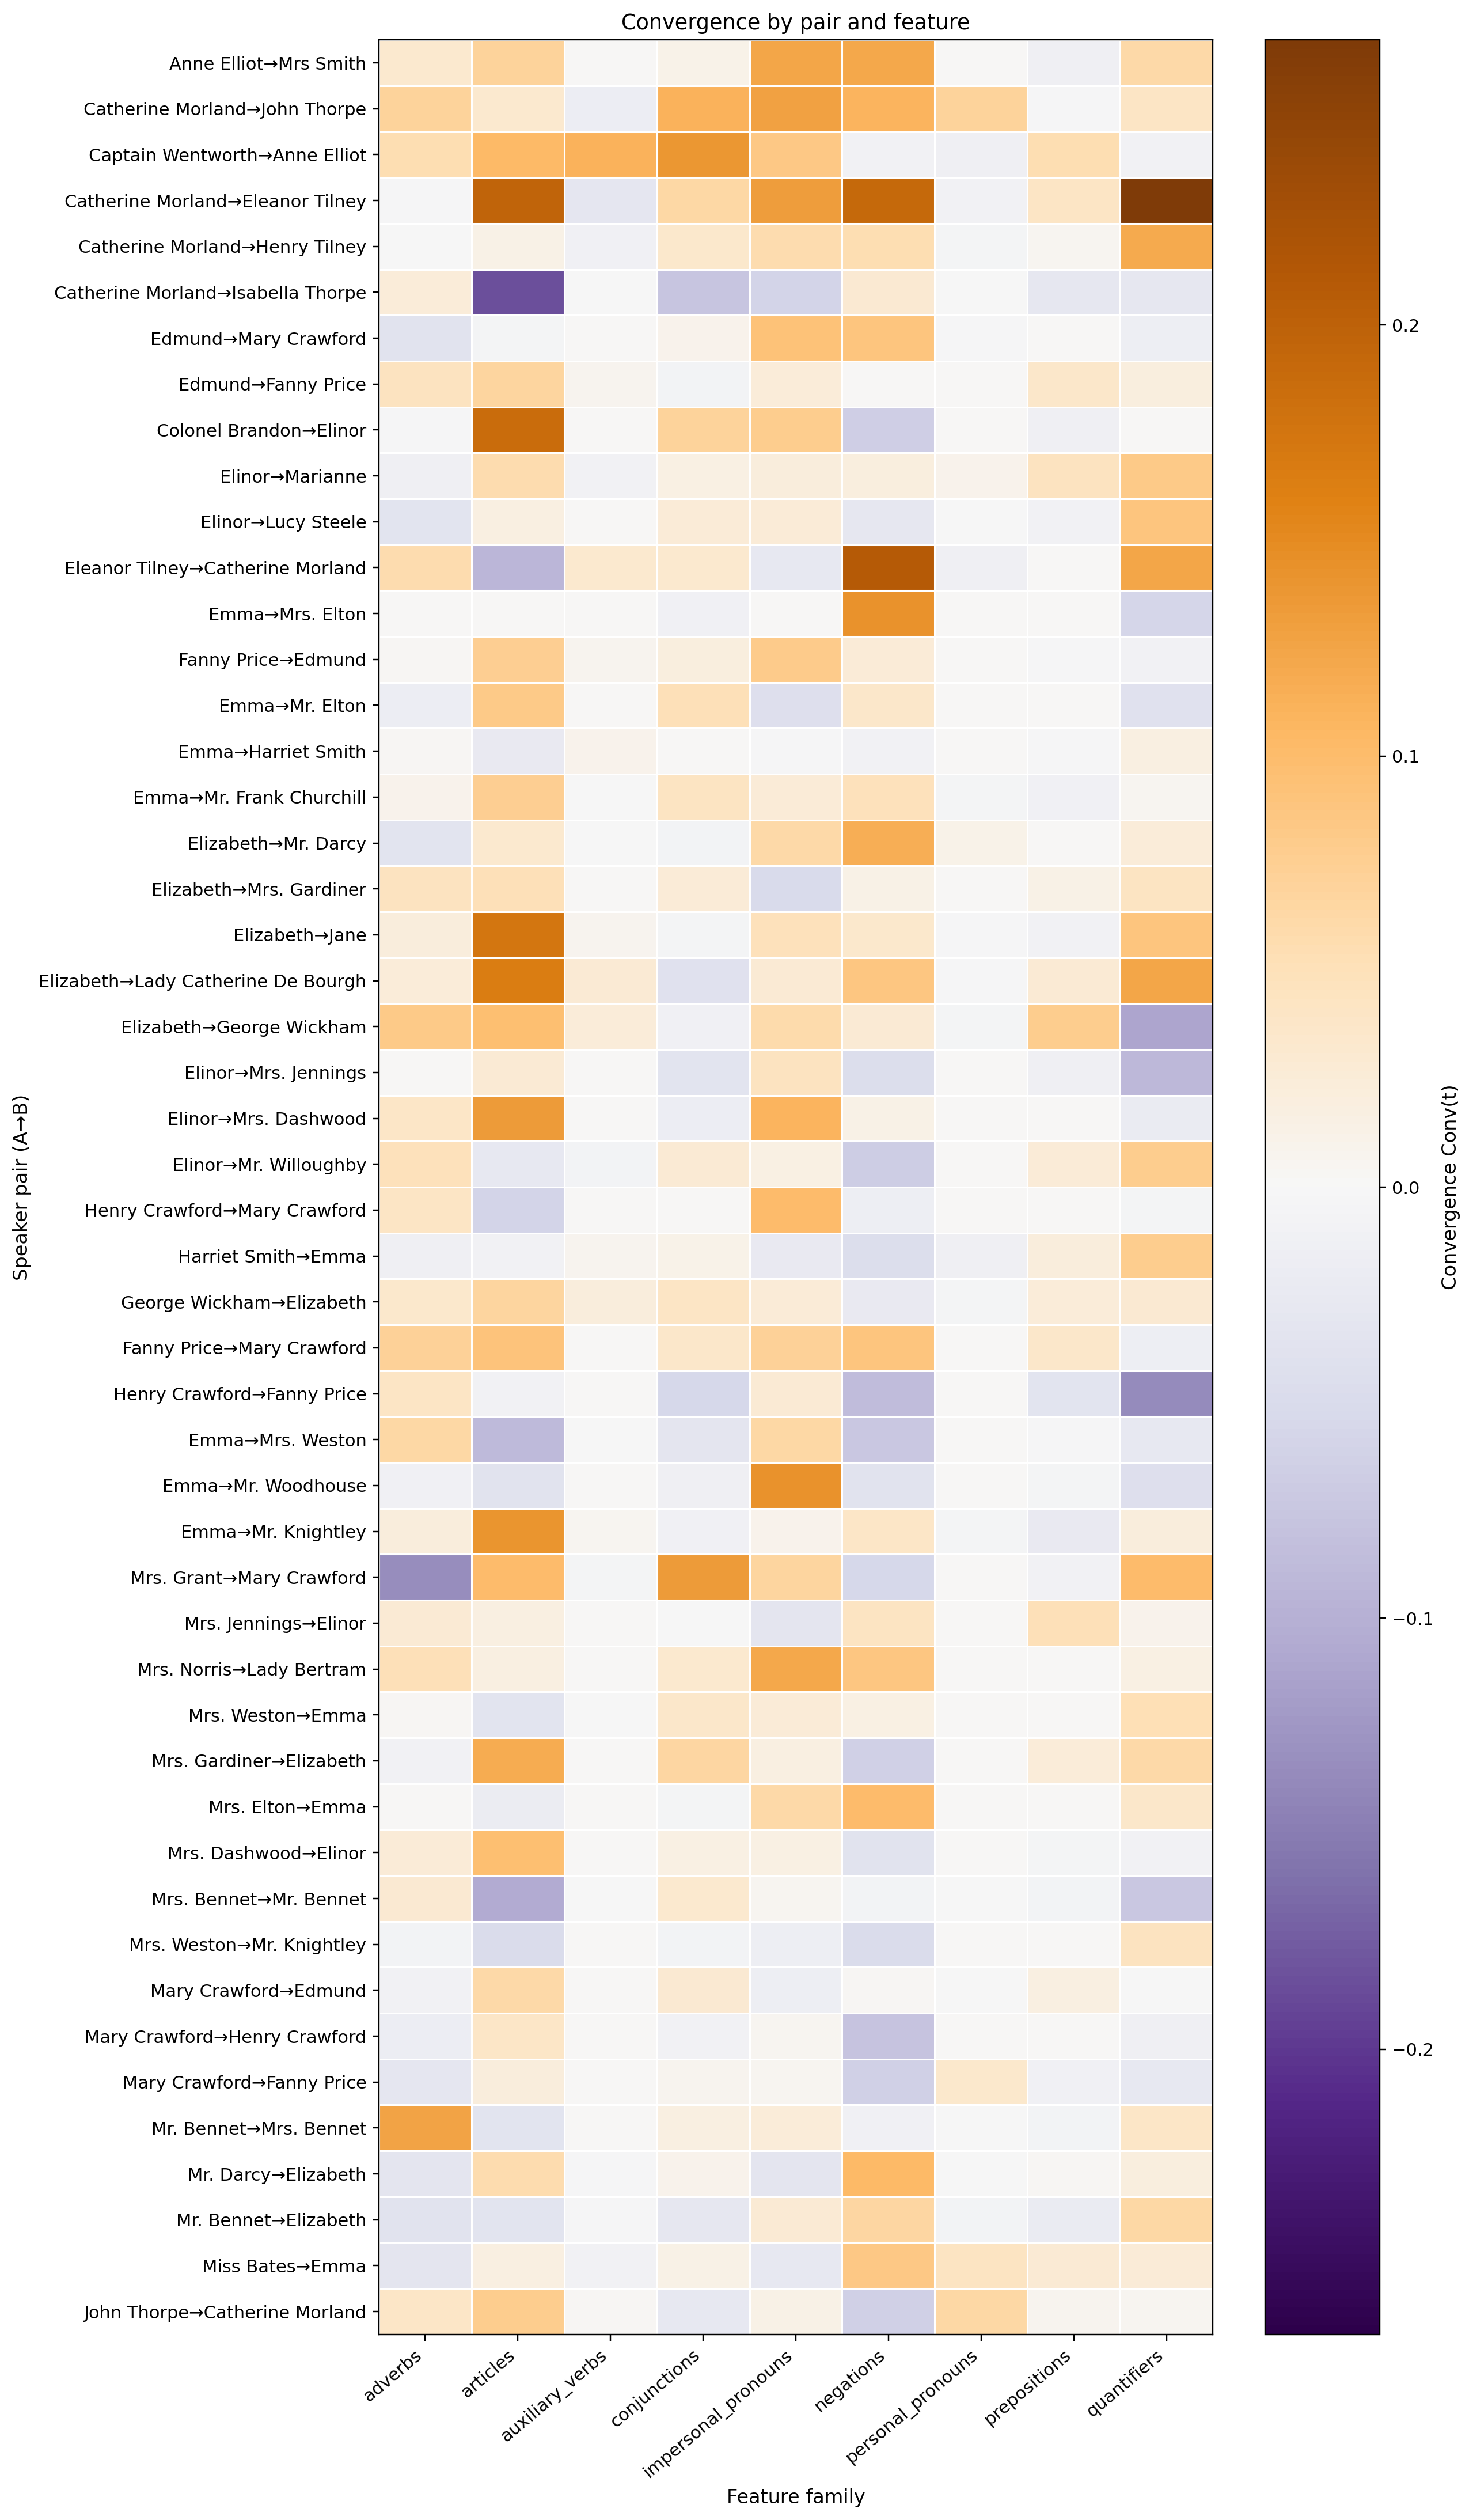 Convergence by pair and feature
Anne Elliot→Mrs Smith
Catherine Morland→John Thorpe
Captain Wentworth→Anne Elliot
Catherine Morland→Eleanor Tilney
Catherine Morland→Henry Tilney
Catherine Morland→Isabella Thorpe
Edmund→Mary Crawford
Edmund→Fanny Price
Colonel Brandon→Elinor
Elinor→Marianne
Elinor→Lucy Steele
Eleanor Tilney→Catherine Morland
Emma→Mrs. Elton
Fanny Price→Edmund
Emma→Mr. Elton
Emma→Harriet Smith
Emma→Mr. Frank Churchill
Elizabeth→Mr. Darcy
Elizabeth→Mrs. Gardiner
Elizabeth→Jane
Elizabeth→Lady Catherine De Bourgh
Elizabeth→George Wickham
Elinor→Mrs. Jennings
Elinor→Mrs. Dashwood
Elinor→Mr. Willoughby
Henry Crawford→Mary Crawford
Harriet Smith→Emma
George Wickham→Elizabeth
Fanny Price→Mary Crawford
Henry Crawford→Fanny Price
Emma→Mrs. Weston
Emma→Mr. Woodhouse
Emma→Mr. Knightley
Mrs. Grant→Mary Crawford
Mrs. Jennings→Elinor
Mrs. Norris→Lady Bertram
Mrs. Weston→Emma
Mrs. Gardiner→Elizabeth
Mrs. Elton→Emma
Mrs. Dashwood→Elinor
Mrs. Bennet→Mr. Bennet
Mrs. Weston→Mr. Knightley
Mary Crawford→Edmund
Mary Crawford→Henry Crawford
Mary Crawford→Fanny Price
Mr. Bennet→Mrs. Bennet
Mr. Darcy→Elizabeth
Mr. Bennet→Elizabeth
Miss Bates→Emma
John Thorpe→Catherine Morland
Speaker pair (A→B)
adverbs
articles
auxiliary_verbs
conjunctions
impersonal_pronouns
negations
personal_pronouns
prepositions
quantifiers
Feature family
0.2
0.1
0.0
−0.1
−0.2
Convergence Conv(t)